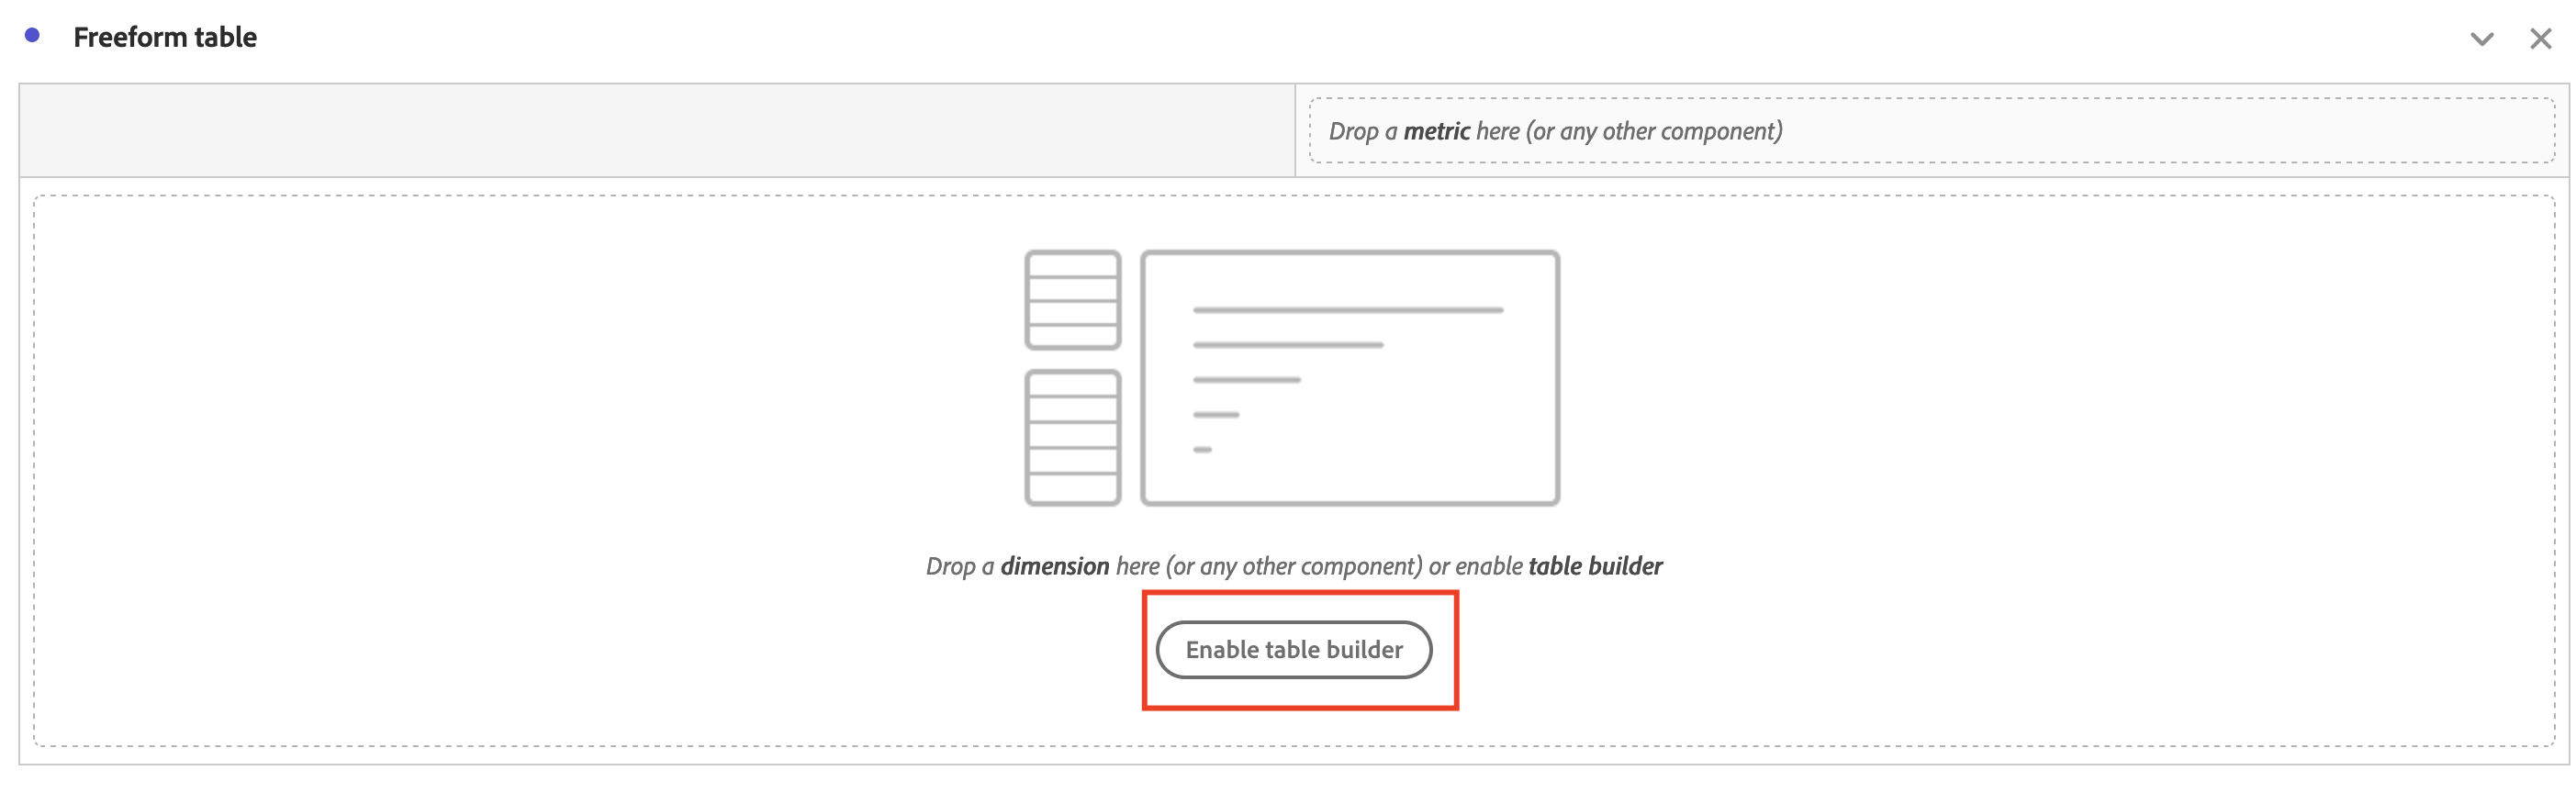 Freeform table
Drop a metric here (or any other component)
Drop a dimension here (or any other component) or enable table builder
Enable table builder